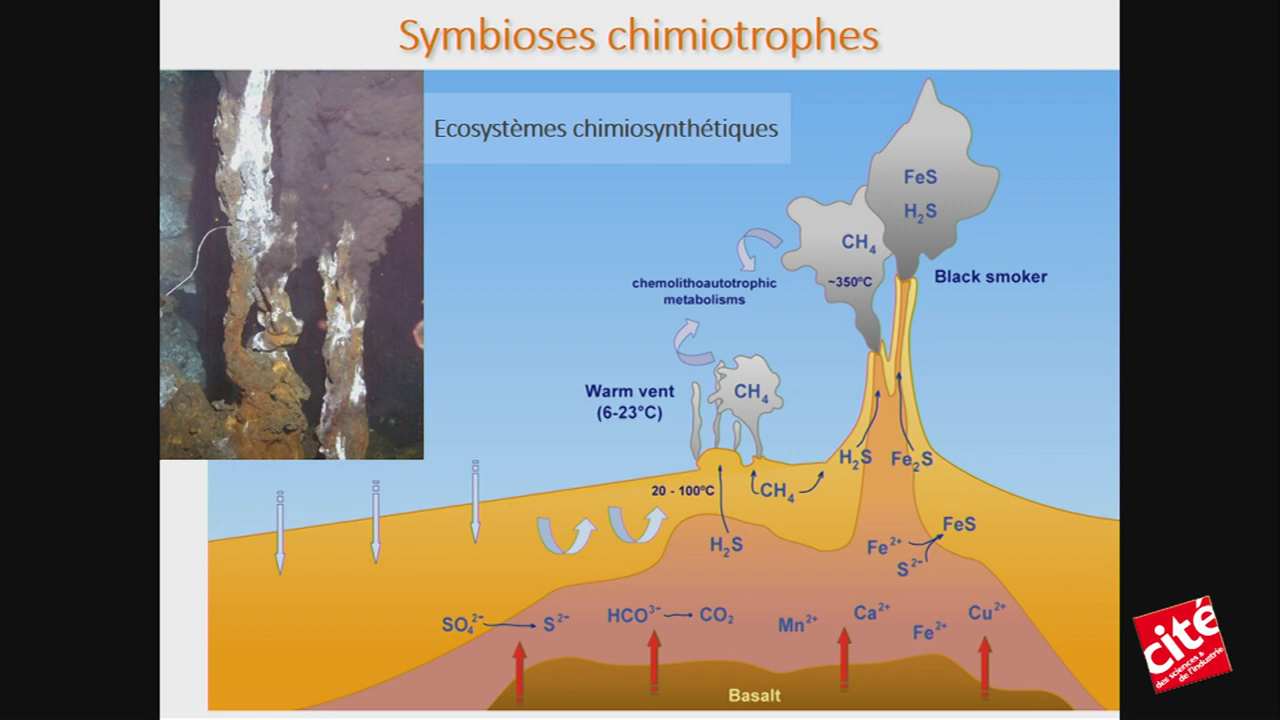 Symbioses chimiotrophes
Ecosystèmes chimiosynthétiques
FeS
H₂S
CH₄
~350ºC
Black smoker
chemolithoautotrophic
metabolisms
Warm vent
(6-23°C)
CH₄
H₂S
Fe₂S
20 - 100ºC
CH₄
H₂S
FeS
Fe²⁺
S²⁻
SO₄²⁻
S²⁻
HCO³⁻
CO₂
Mn²⁺
Ca²⁺
Fe²⁺
Cu²⁺
Basalt
cité
des sciences &
de l'industrie